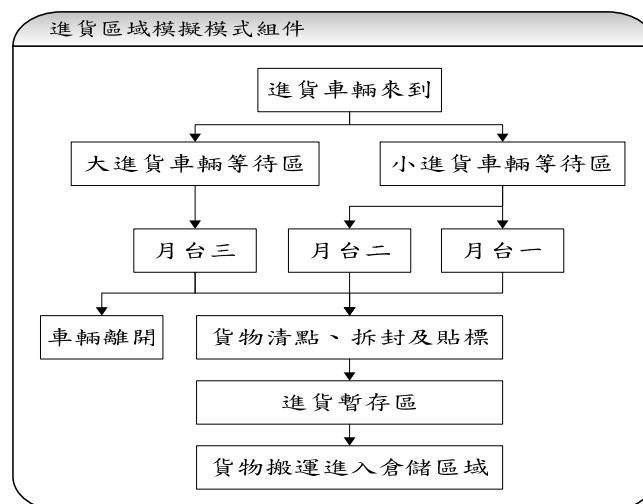 進貨區域模擬模式組件
進貨車輛來到
大進貨車輛等待區
小進貨車輛等待區
月台三
月台二
月台一
車輛離開
貨物清點、拆封及貼標
進貨暫存區
貨物搬運進入倉儲區域